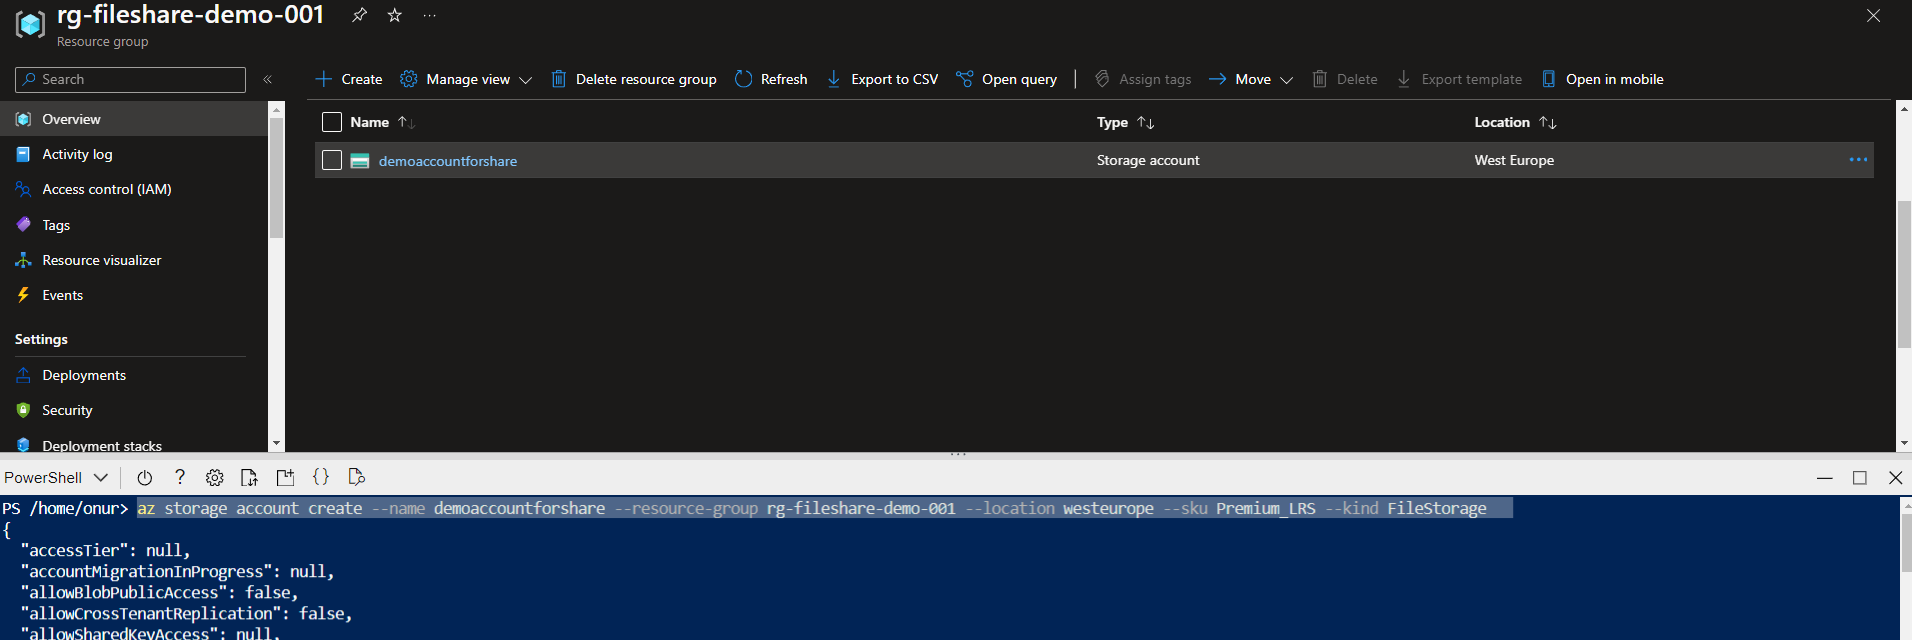 rg-fileshare-demo-001
Resource group
Search
Create
Manage view
Delete resource group
Refresh
Export to CSV
Open query
Assign tags
Move
Delete
Export template
Open in mobile
Overview
Activity log
Access control (IAM)
Tags
Resource visualizer
Events
Settings
Deployments
Security
Deployment stacks
Name Type Location
demoaccountforshare Storage account West Europe
PowerShell
PS /home/onur> az storage account create --name demoaccountforshare --resource-group rg-fileshare-demo-001 --location westeurope --sku Premium_LRS --kind FileStorage
{
"accessTier": null,
"accountMigrationInProgress": null,
"allowBlobPublicAccess": false,
"allowCrossTenantReplication": false,
"allowSharedKeyAccess": null,